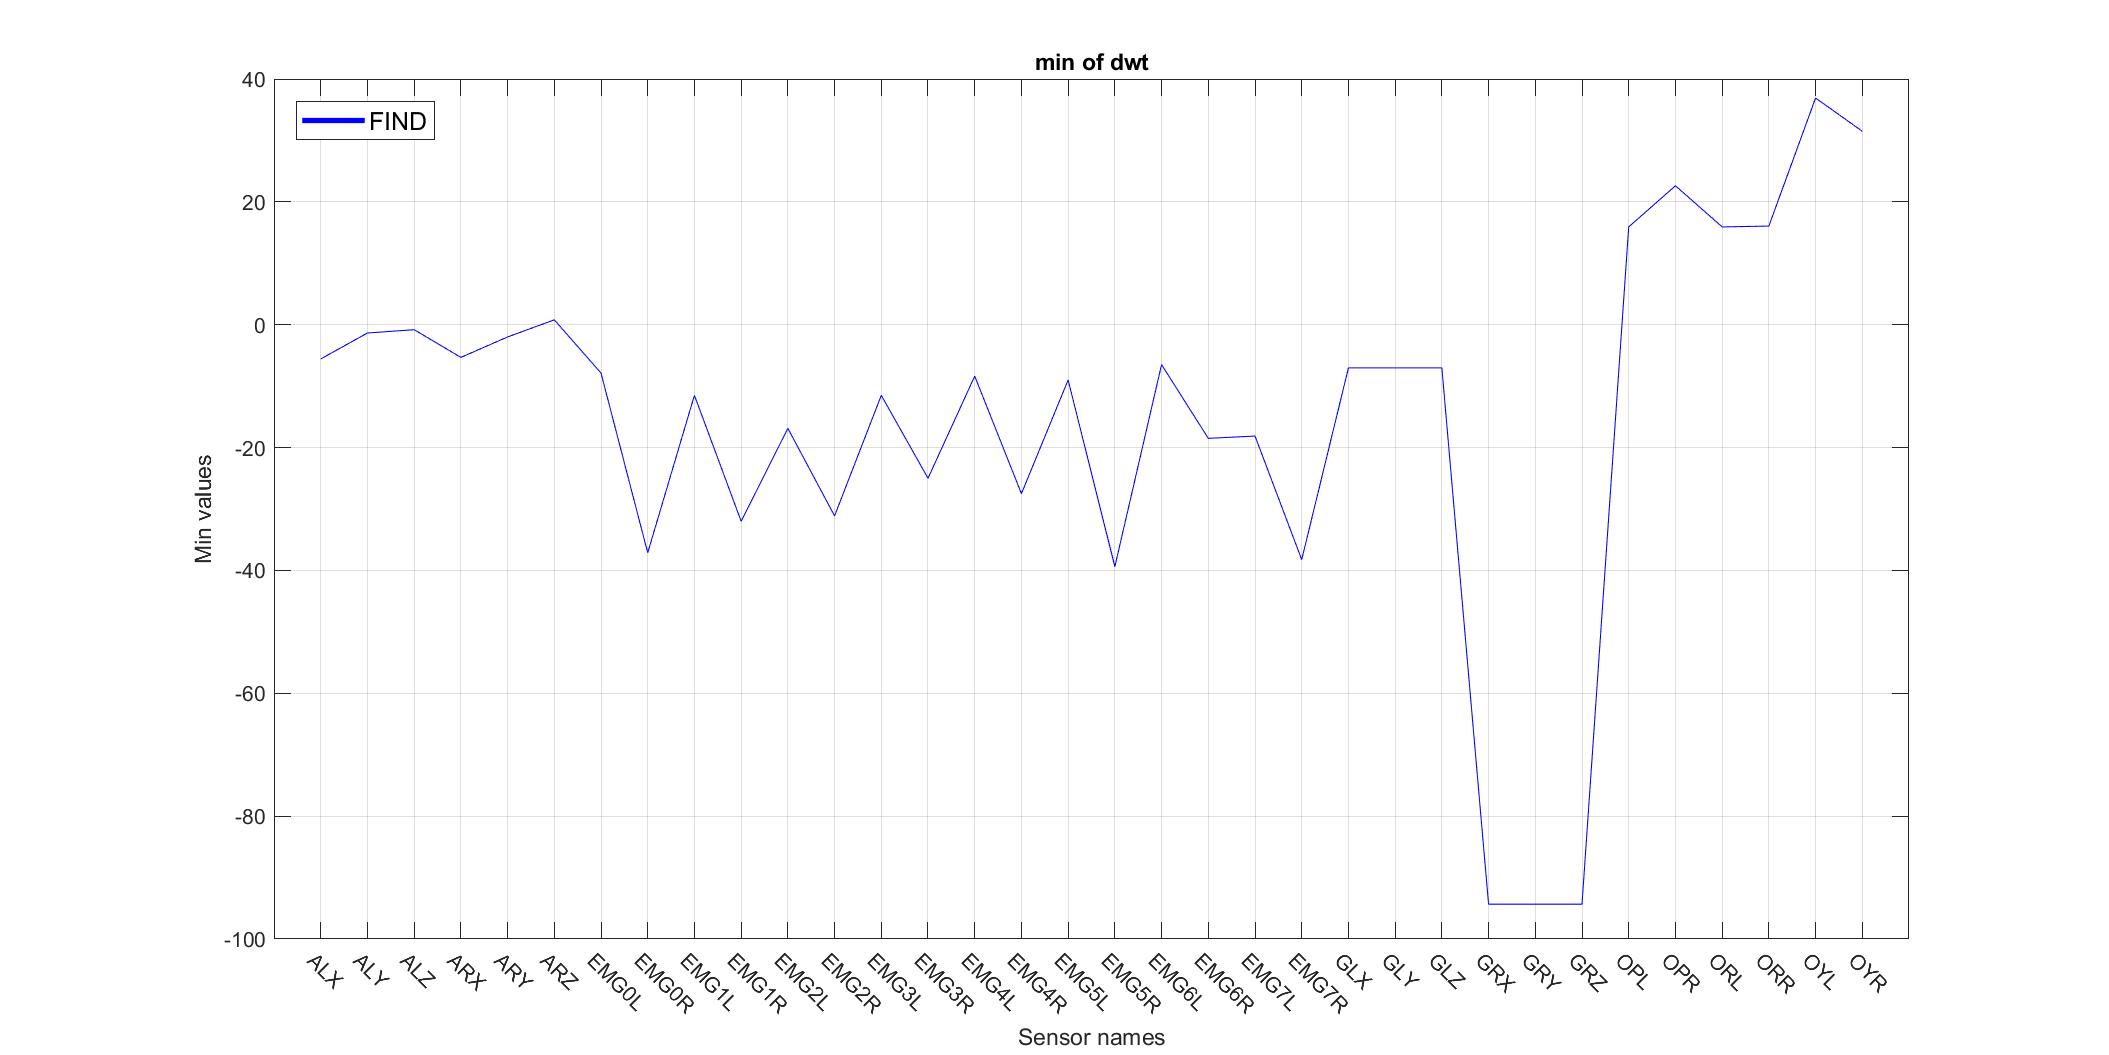 min of dwt
FIND
40
20
0
-20
-40
-60
-80
-100
Min values
ALX
ALY
ALZ
ARX
ARY
ARZ
EMG0L
EMG0R
EMG1L
EMG1R
EMG2L
EMG2R
EMG3L
EMG3R
EMG4L
EMG4R
EMG5L
EMG5R
EMG6L
EMG6R
EMG7L
EMG7R
GLX
GLY
GLZ
GRX
GRY
GRZ
OPL
OPR
ORL
ORR
OYL
OYR
Sensor names